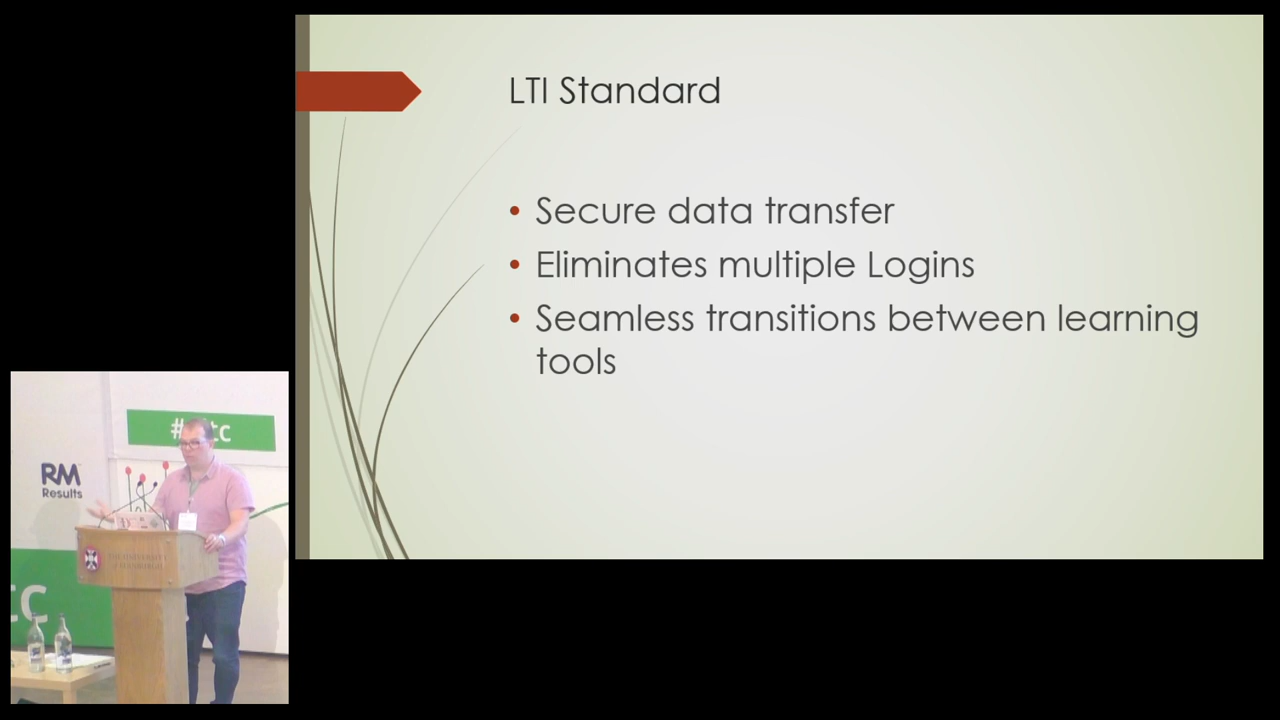 LTI Standard
• Secure data transfer
• Eliminates multiple Logins
• Seamless transitions between learning
tools
RM
Results